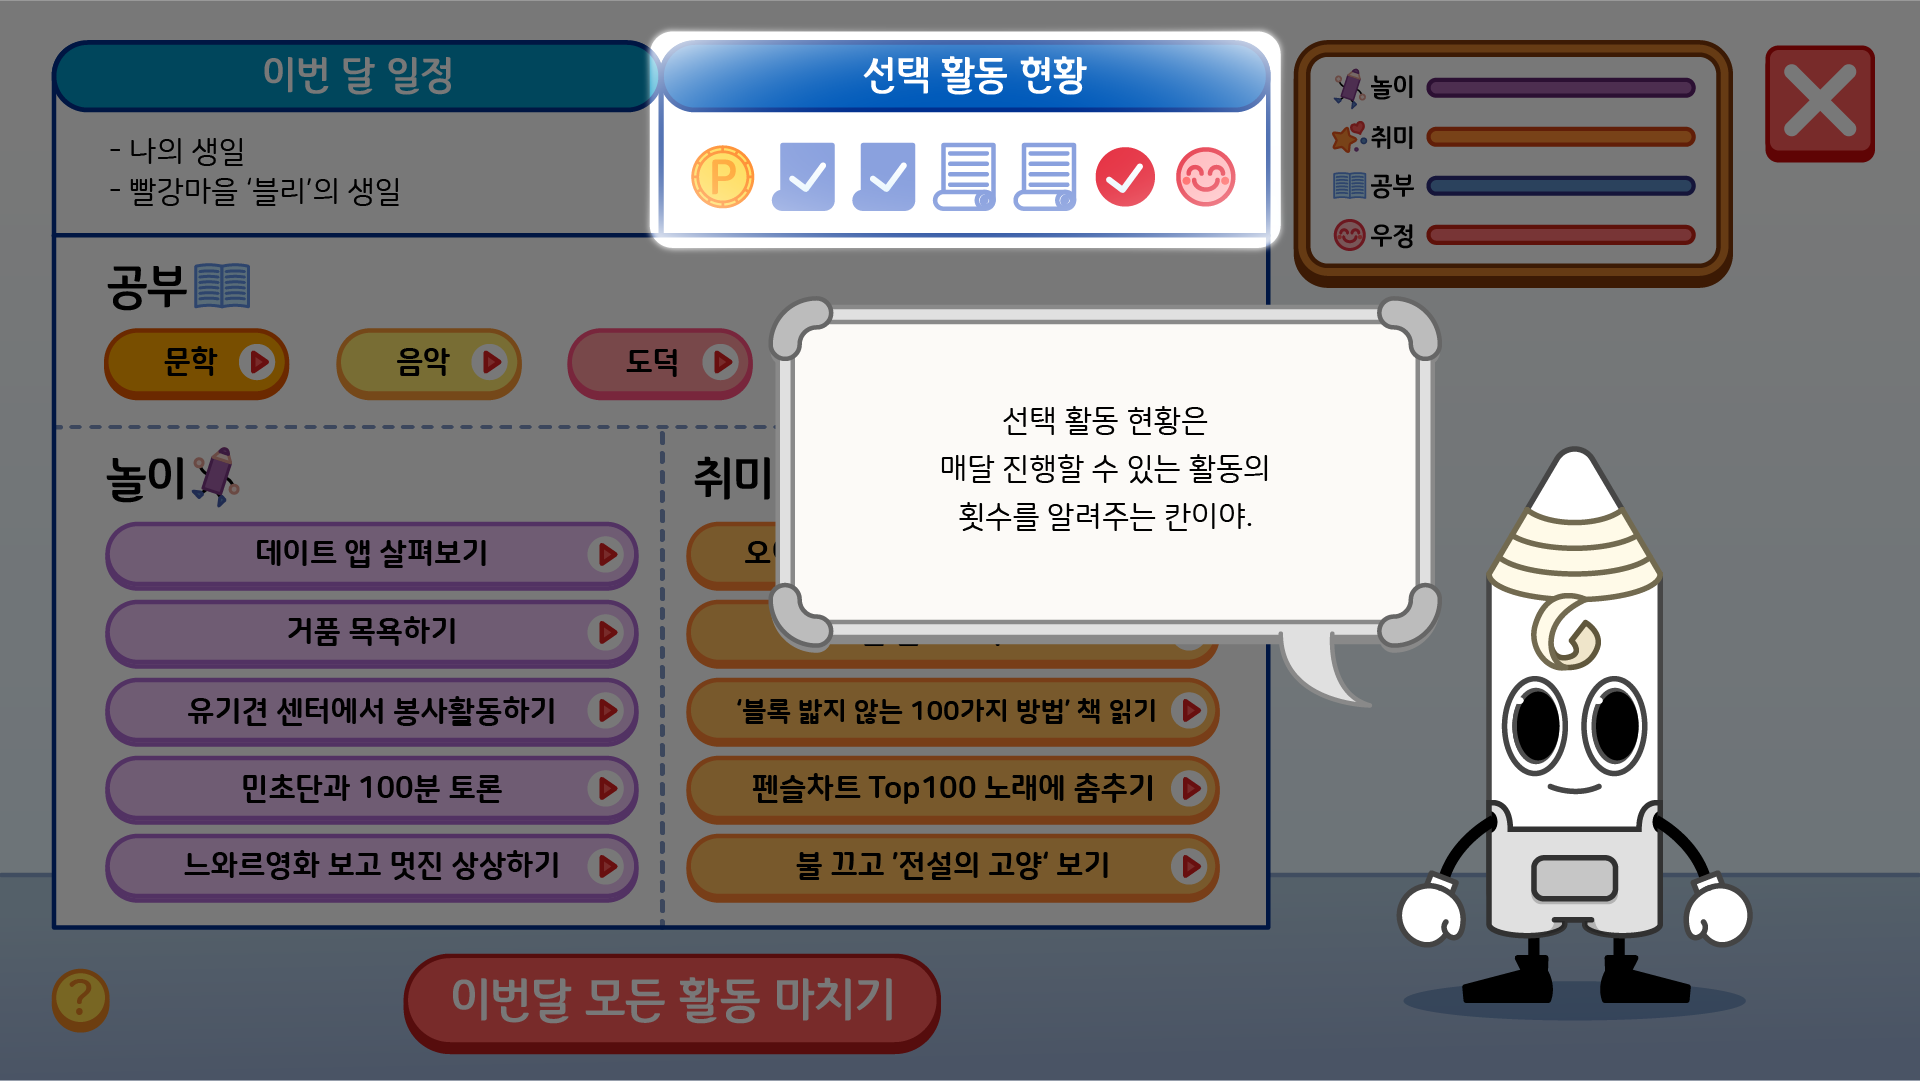 이번 달 일정
- 나의 생일
- 빨강마을 ‘블리’의 생일
선택 활동 현황
P
놀이
취미
공부
우정
공부
문학
음악
도덕
선택 활동 현황은
매달 진행할 수 있는 활동의
횟수를 알려주는 칸이야.
놀이
데이트 앱 살펴보기
거품 목욕하기
유기견 센터에서 봉사활동하기
민초단과 100분 토론
느와르영화 보고 멋진 상상하기
취미
‘블록 밟지 않는 100가지 방법’ 책 읽기
펜슬차트 Top100 노래에 춤추기
불 끄고 ‘전설의 고양‘ 보기
?
이번달 모든 활동 마치기